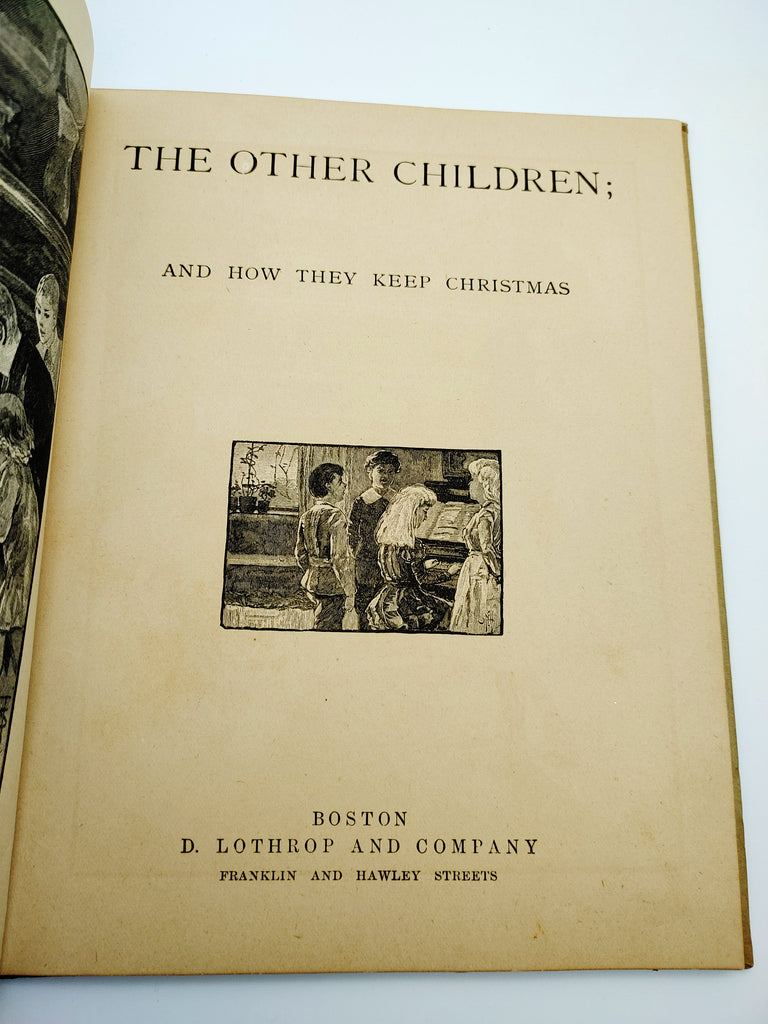 THE OTHER CHILDREN;
AND HOW THEY KEEP CHRISTMAS
BOSTON
D. LOTHROP AND COMPANY
FRANKLIN AND HAWLEY STREETS